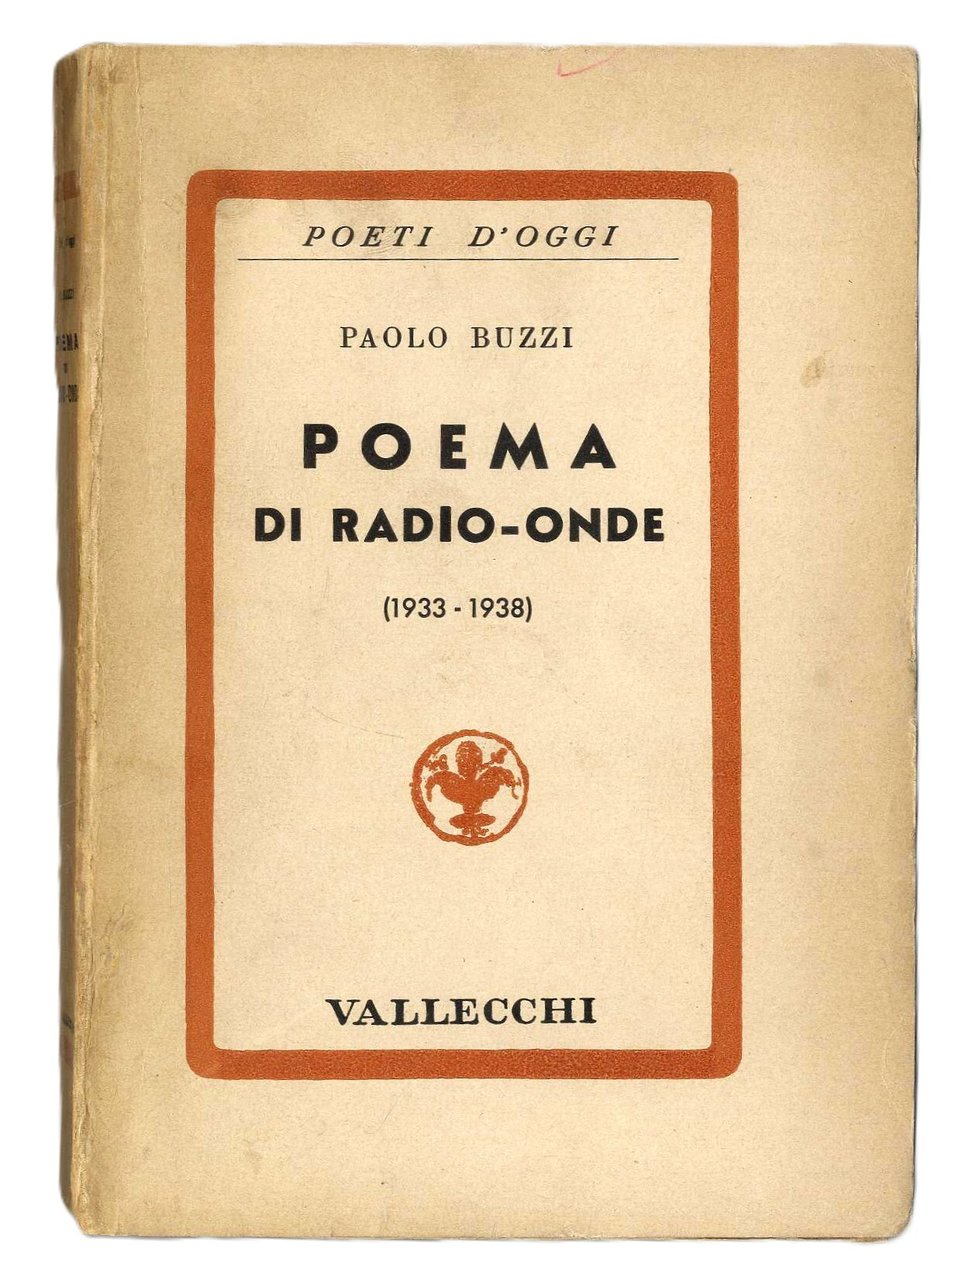 POETI D'OGGI
PAOLO BUZZI
POEMA
DI RADIO-ONDE
(1933 - 1938)
VALLECCHI